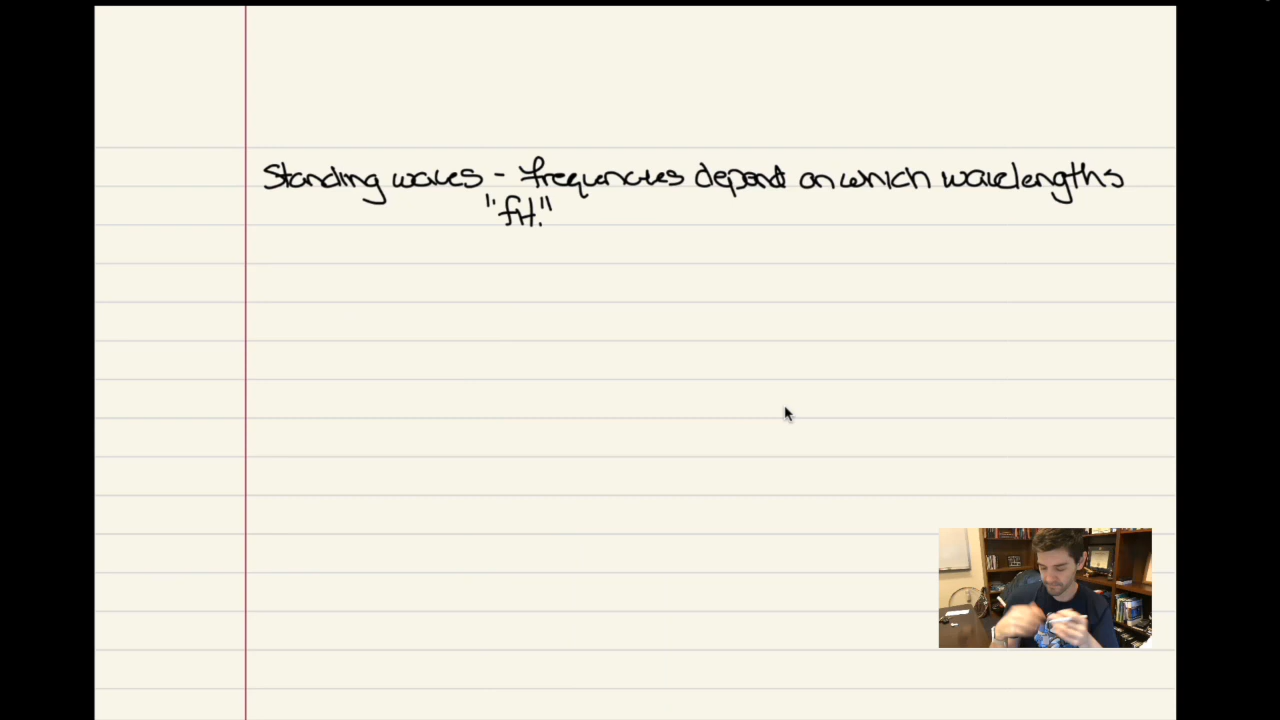 Standing waves - frequencies depend on which wavelengths
"fit."